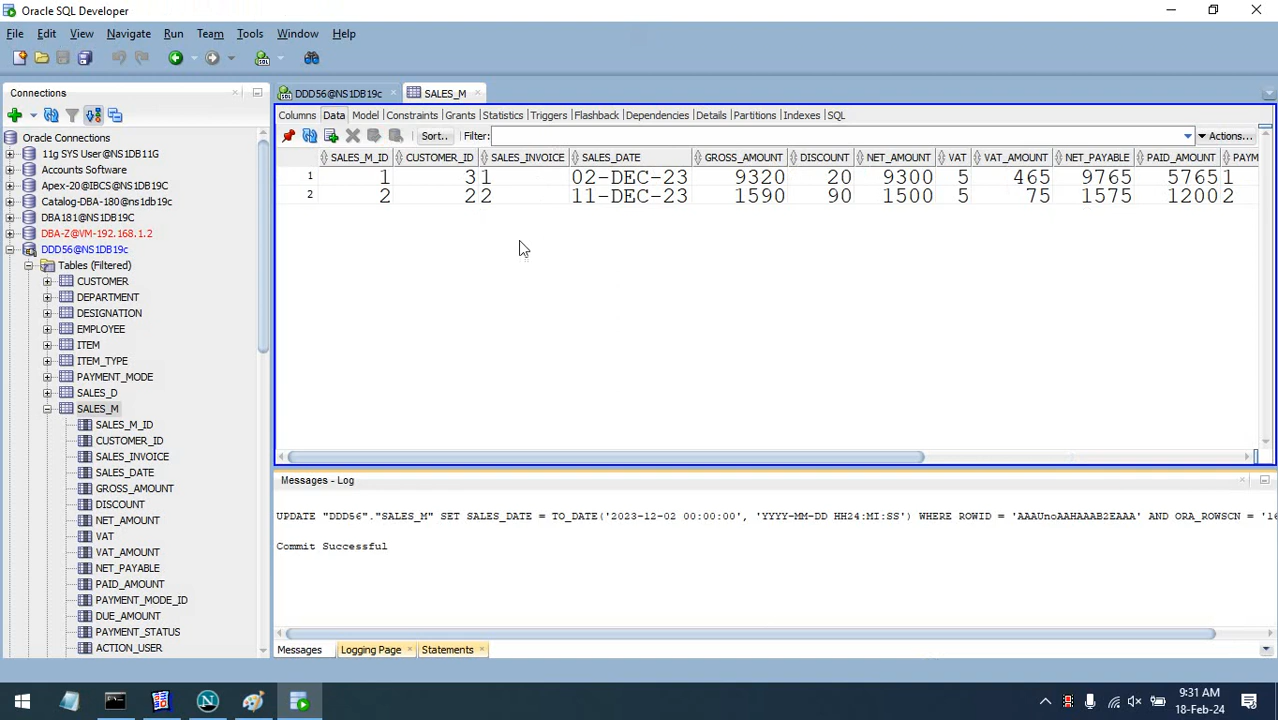 Oracle SQL Developer
File Edit View Navigate Run Team Tools Window Help
Connections
Oracle Connections
11g SYS User@NS1DB11G
Accounts Software
Apex-20@IBCS@NS1DB19C
Catalog-DBA-180@ns1db19c
DBA181@NS1DB19C
DBA-Z@VM-192.168.1.2
DDD56@NS1DB19c
Tables (Filtered)
CUSTOMER
DEPARTMENT
DESIGNATION
EMPLOYEE
ITEM
ITEM_TYPE
PAYMENT_MODE
SALES_D
SALES_M
SALES_M_ID
CUSTOMER_ID
SALES_INVOICE
SALES_DATE
GROSS_AMOUNT
DISCOUNT
NET_AMOUNT
VAT
VAT_AMOUNT
NET_PAYABLE
PAID_AMOUNT
PAYMENT_MODE_ID
DUE_AMOUNT
PAYMENT_STATUS
ACTION_USER
DDD56@NS1DB19c SALES_M
Columns Data Model Constraints Grants Statistics Triggers Flashback Dependencies Details Partitions Indexes SQL
Sort.. Filter: Actions...
SALES_M_ID CUSTOMER_ID SALES_INVOICE SALES_DATE GROSS_AMOUNT DISCOUNT NET_AMOUNT VAT VAT_AMOUNT NET_PAYABLE PAID_AMOUNT PAYM
1 1 3 1 02-DEC-23 9320 20 9300 5 465 9765 5765 1
2 2 2 2 11-DEC-23 1590 90 1500 5 75 1575 1200 2
Messages - Log
UPDATE "DDD56"."SALES_M" SET SALES_DATE = TO_DATE('2023-12-02 00:00:00', 'YYYY-MM-DD HH24:MI:SS') WHERE ROWID = 'AAAUnoAAHAAAB2EAAA' AND ORA_ROWSCN = '16
Commit Successful
Messages Logging Page Statements
9:31 AM
18-Feb-24